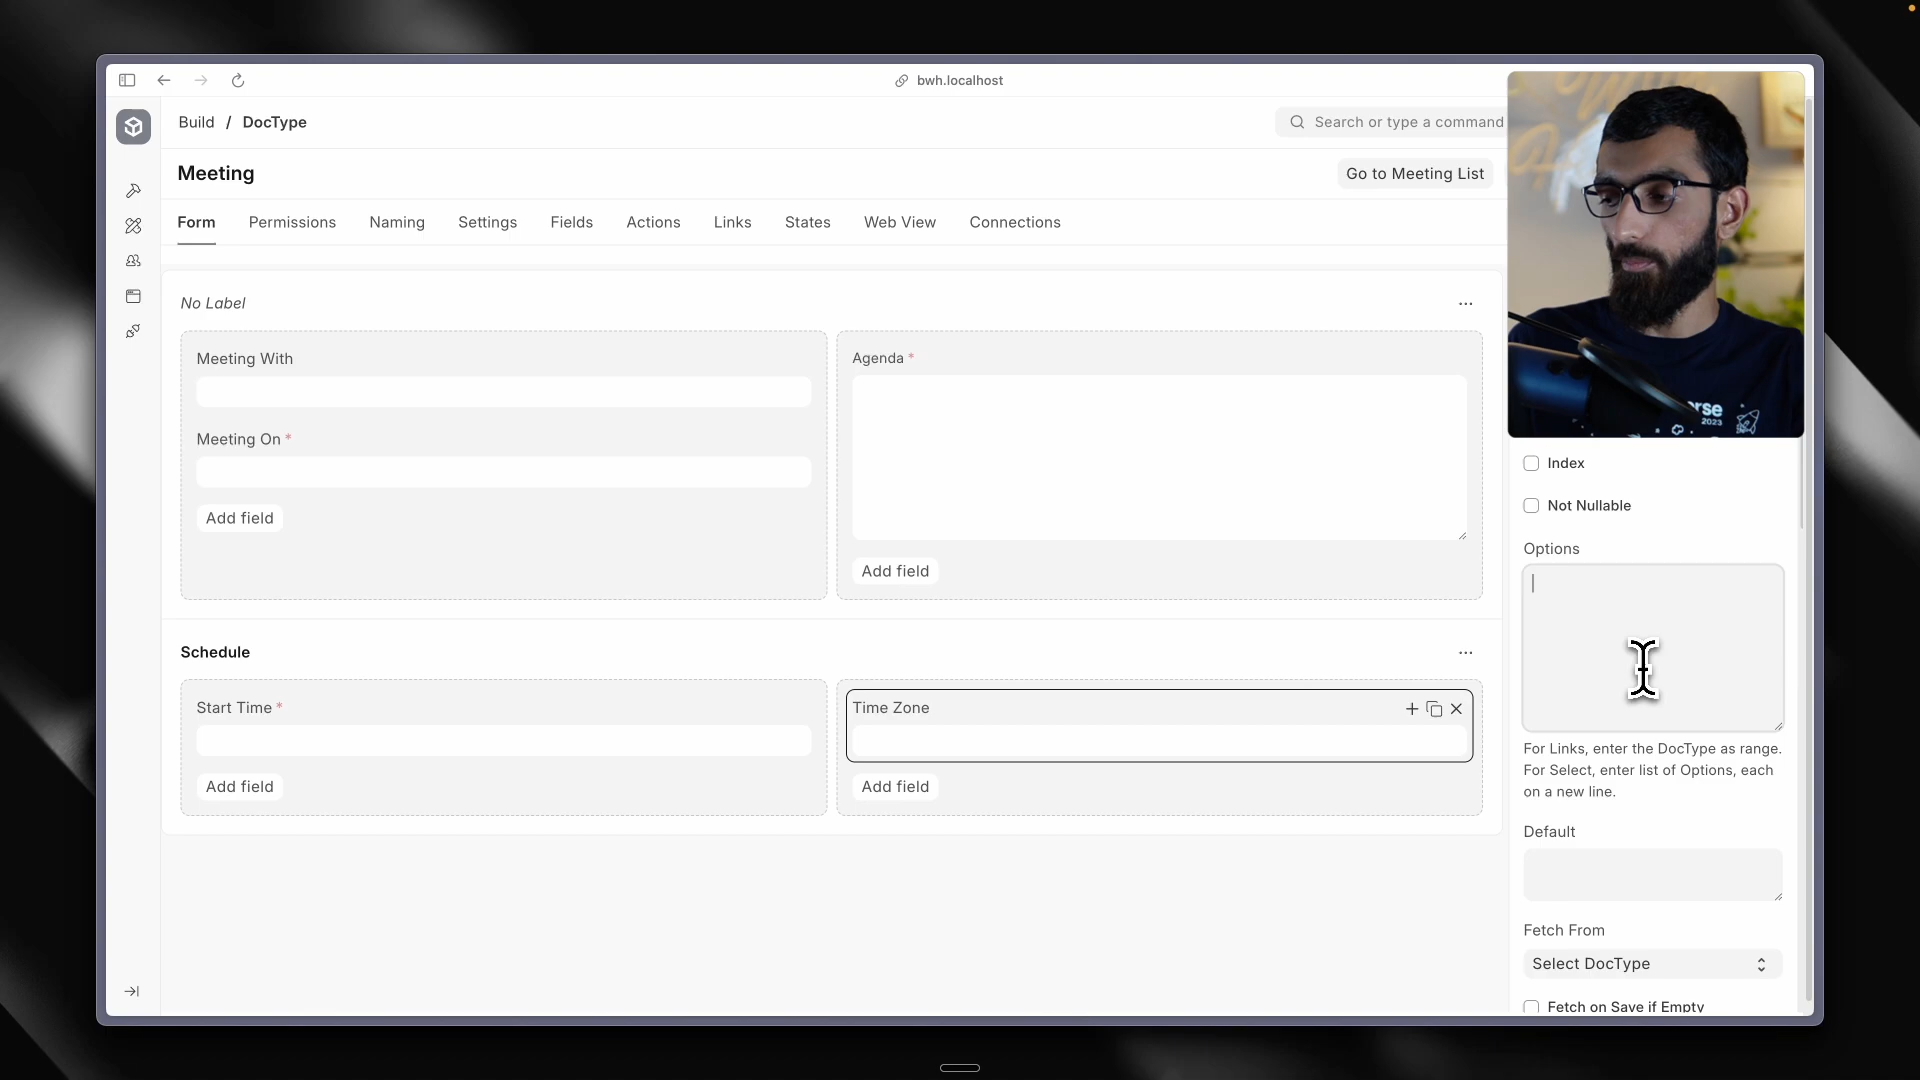 bwh.localhost
Build / DocType
Search or type a command
Meeting
Go to Meeting List
Form
Permissions
Naming
Settings
Fields
Actions
Links
States
Web View
Connections
No Label
Meeting With
Agenda *
Meeting On *
Add field
Add field
Schedule
Start Time *
Time Zone
Add field
Add field
2023
Index
Not Nullable
Options
For Links, enter the DocType as range.
For Select, enter list of Options, each
on a new line.
Default
Fetch From
Select DocType
Fetch on Save if Empty